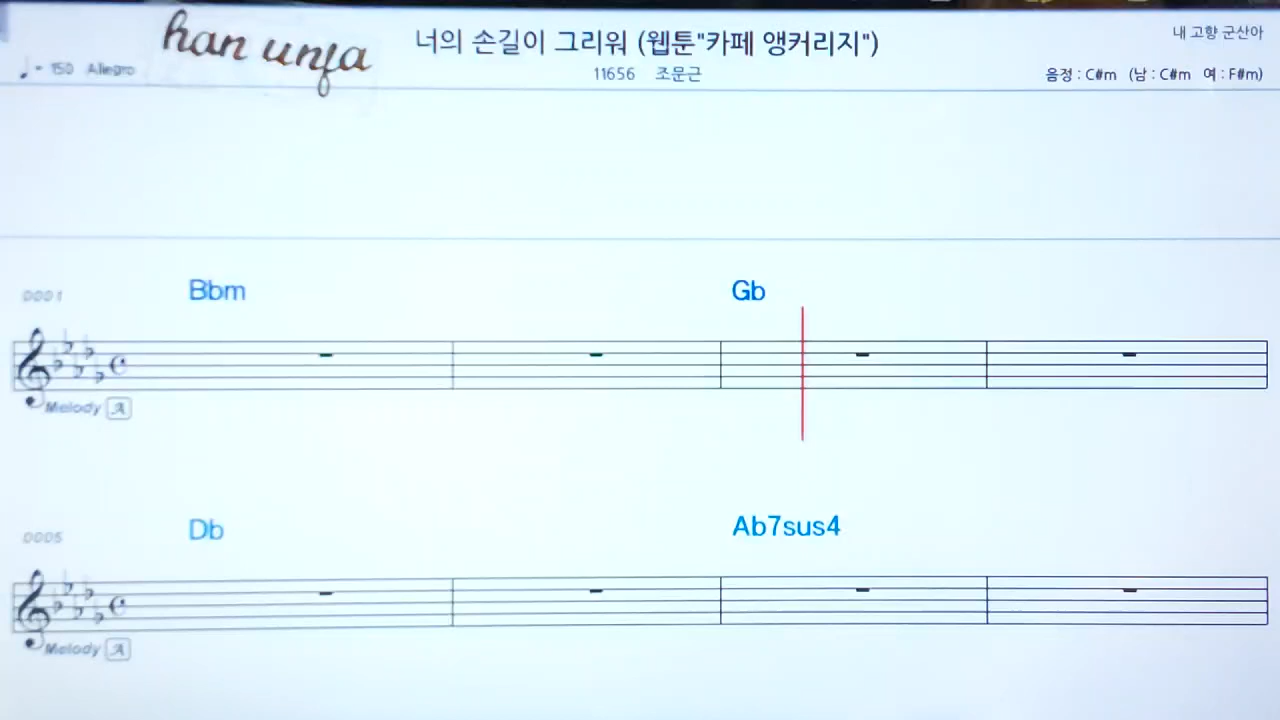 han unfa
너의 손길이 그리워 (웹툰"카페 앵커리지")
내 고향 군산아
♩= 150 Allegro
11656 조문근
음정 : C#m (남 : C#m 여 : F#m)
0001 Bbm Gb
Melody A
0005 Db Ab7sus4
Melody A